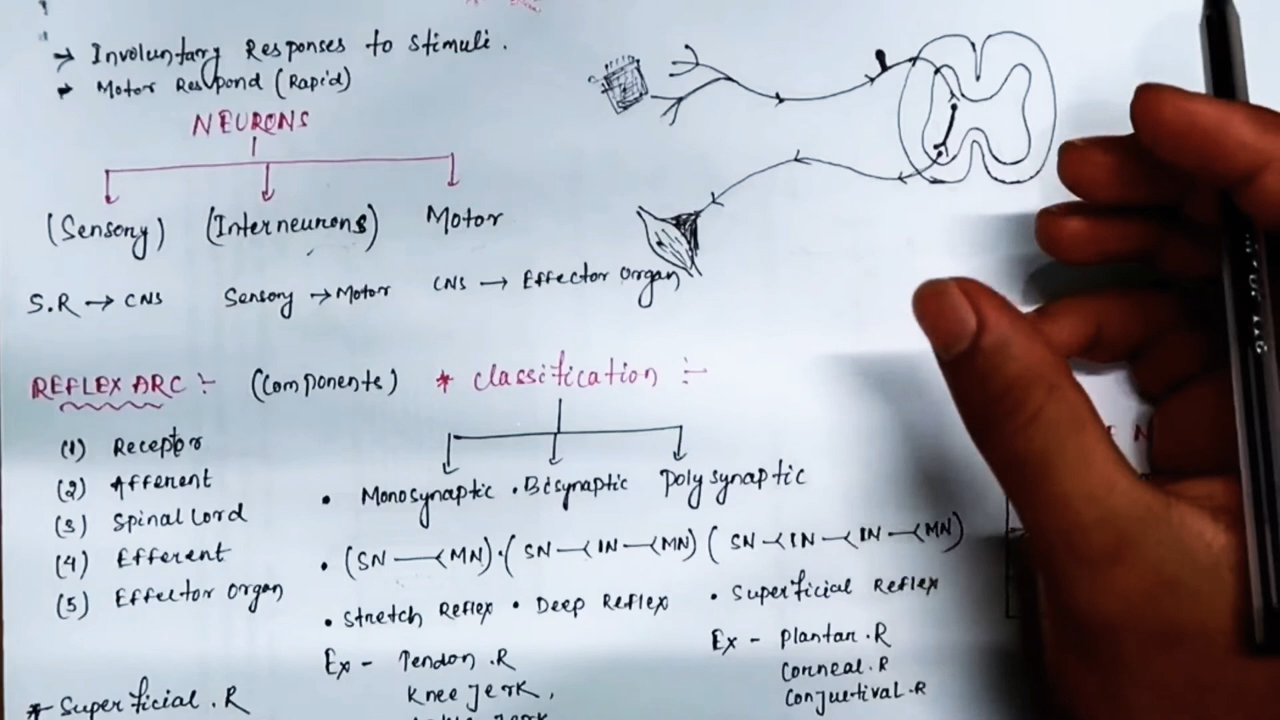 → Involuntary Responses to stimuli.
→ Motor Respond (Rapid)
NEURONS
(Sensory) (Interneurons) Motor
S.R → CNS Sensory → Motor CNS → Effector Organ
REFLEX ARC :- (Components)
(1) Receptor
(2) Afferent
(3) Spinal Cord
(4) Efferent
(5) Effector organ
* Superficial .R
* Classification :-
• Monosynaptic • Bisynaptic Polysynaptic
• (SN —< MN) • (SN —< IN —< MN) (SN —< IN —< IN —< MN)
• Stretch Reflex • Deep Reflex • Superficial Reflex
Ex - Tendon .R
Knee Jerk,
Ex - Plantar .R
Corneal .R
Conjuctival .R